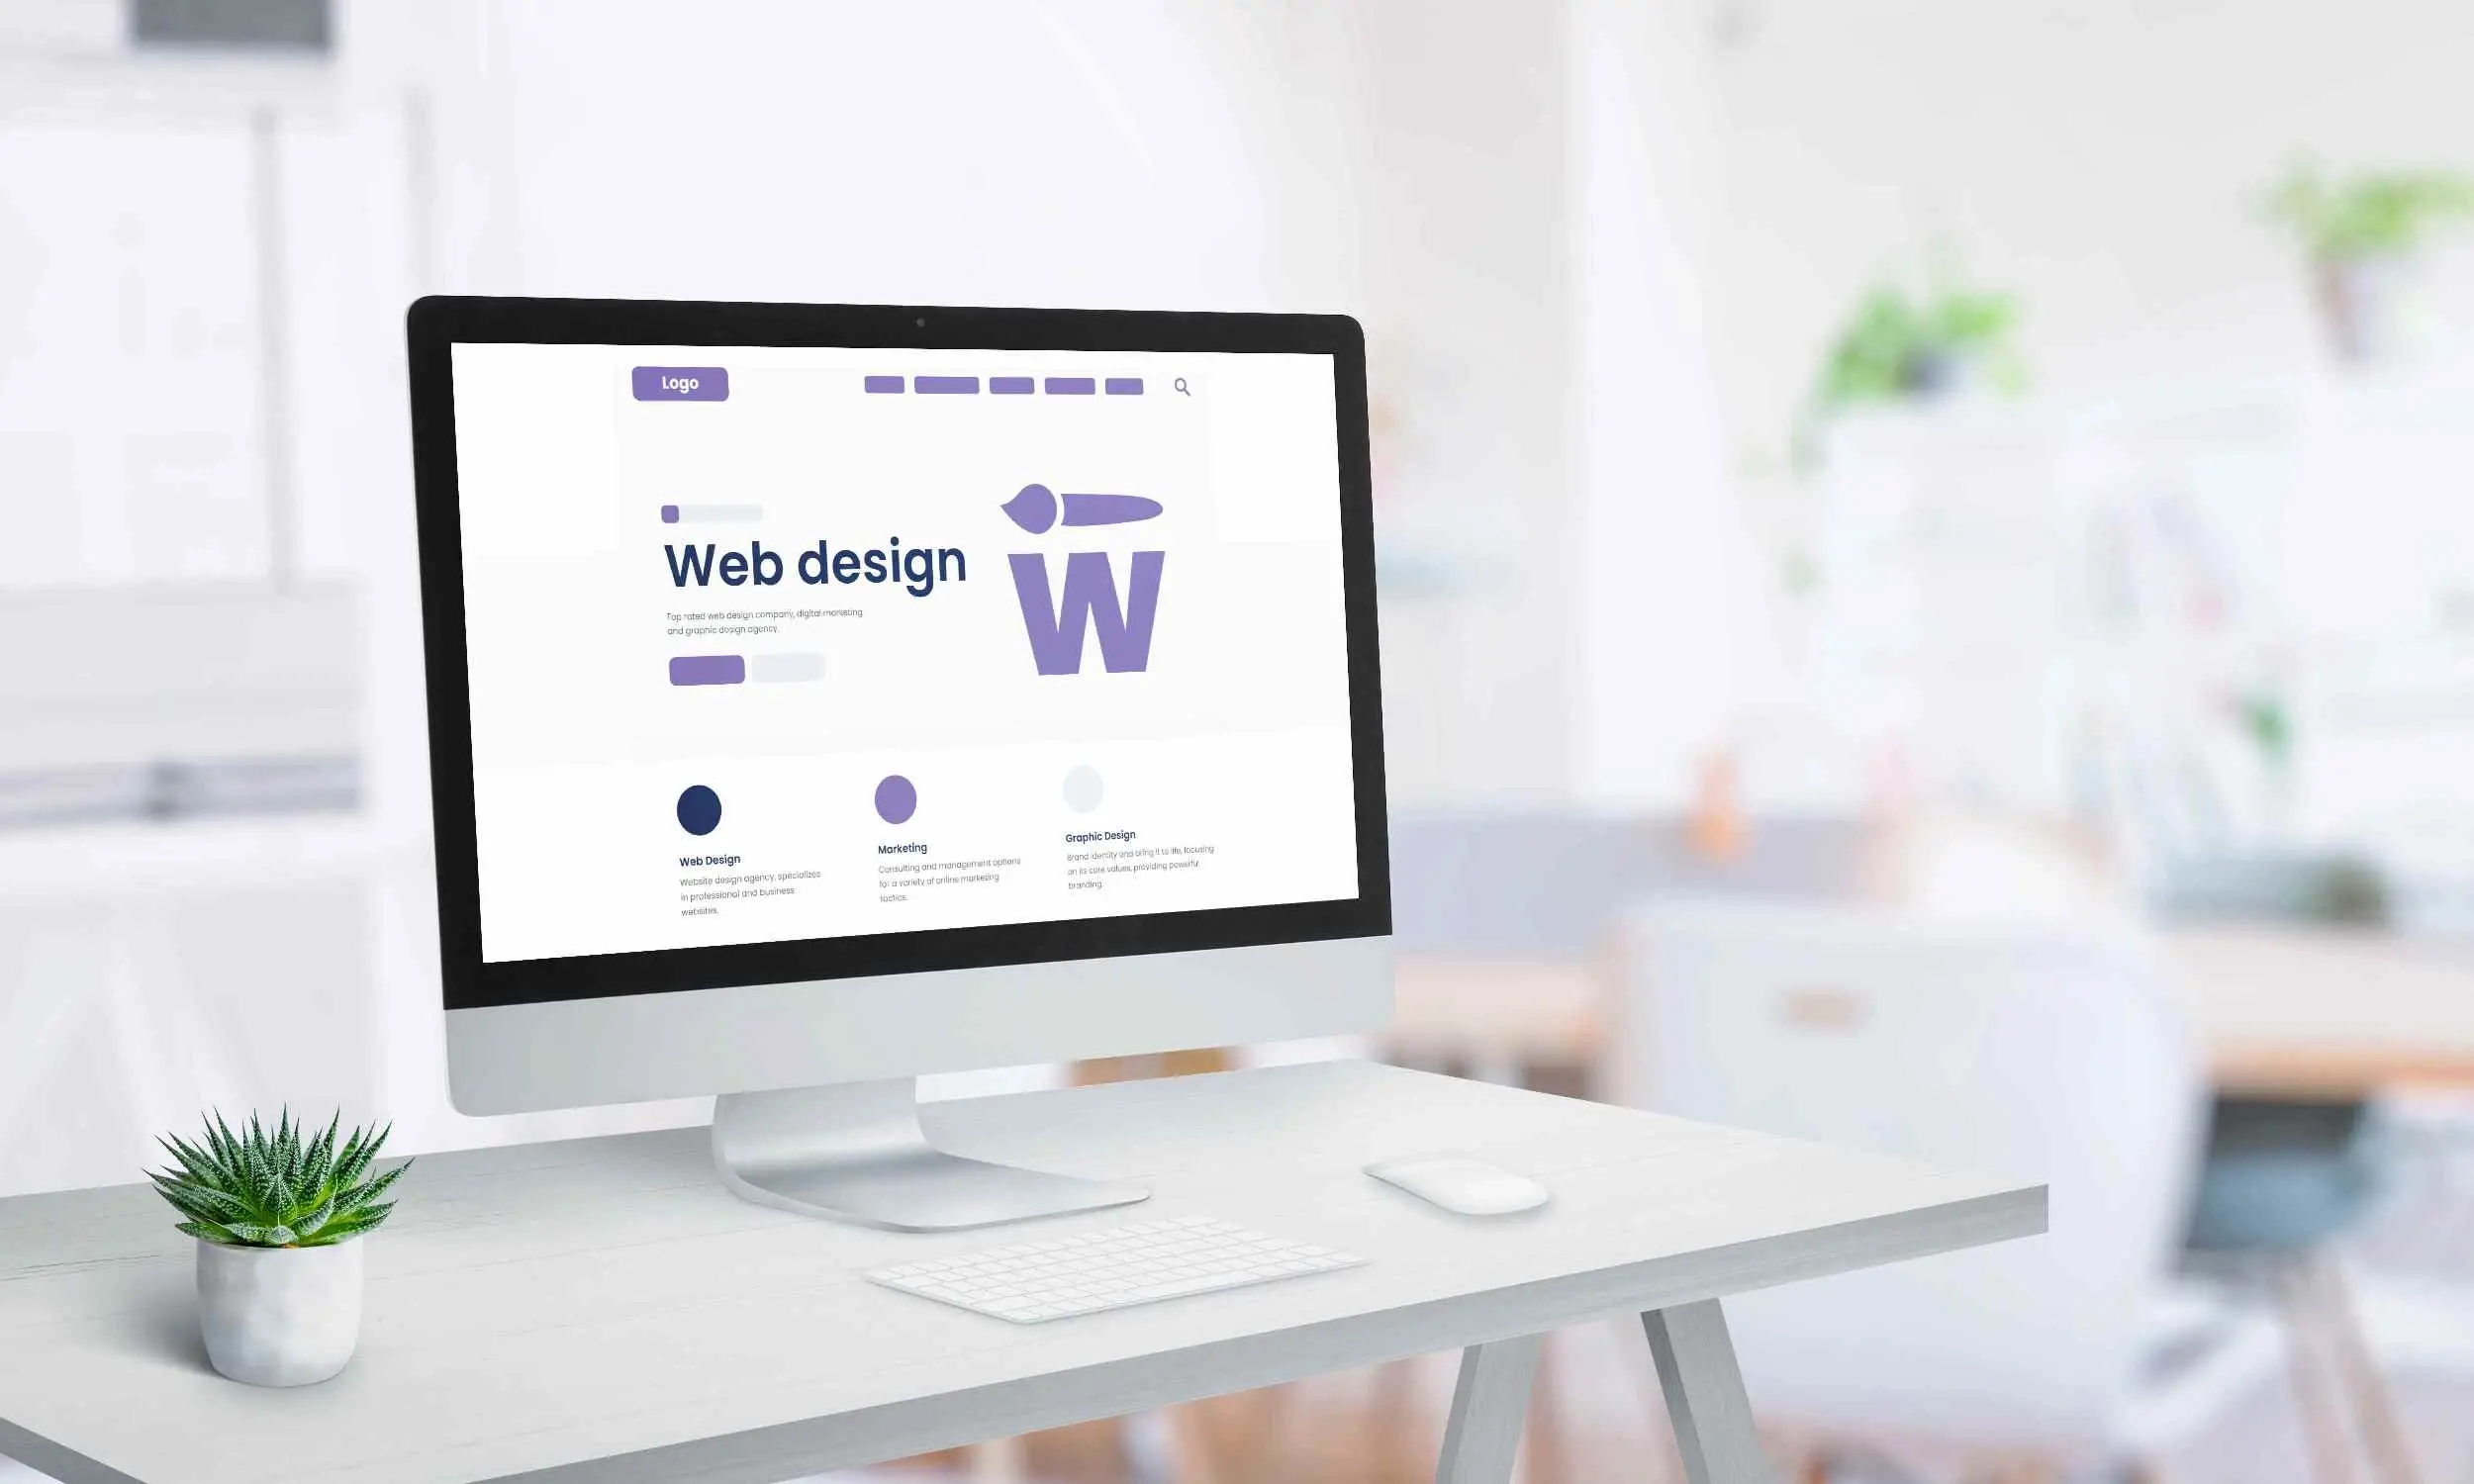 Logo
Web design
W
Top rated web design company, digital marketing
and graphic design agency.
Web Design
Website design agency, specializes
in professional and business
websites.
Marketing
Consulting and management options
for a variety of online marketing
tactics.
Graphic Design
Brand identity and bring it to life, focusing
on its core values, providing powerful
branding.